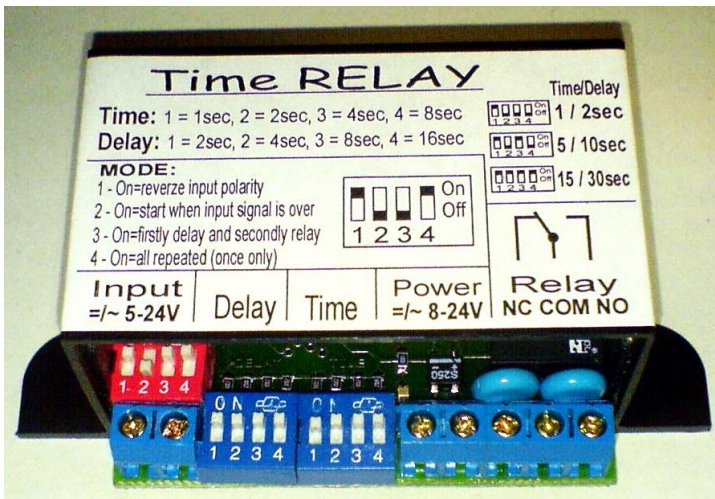 Time RELAY
Time: 1 = 1sec, 2 = 2sec, 3 = 4sec, 4 = 8sec
Delay: 1 = 2sec, 2 = 4sec, 3 = 8sec, 4 = 16sec
Time/Delay
On
Off
1 2 3 4
1 / 2sec
On
Off
1 2 3 4
5 / 10sec
On
Off
1 2 3 4
15 / 30sec
MODE:
1 - On=reverze input polarity
2 - On=start when input signal is over
3 - On=firstly delay and secondly relay
4 - On=all repeated (once only)
On
Off
1 2 3 4
Input
=/~ 5-24V
Delay
Time
Power
=/~ 8-24V
Relay
NC COM NO
1 2 3 4
S250
1 2 3 4
1 2 3 4